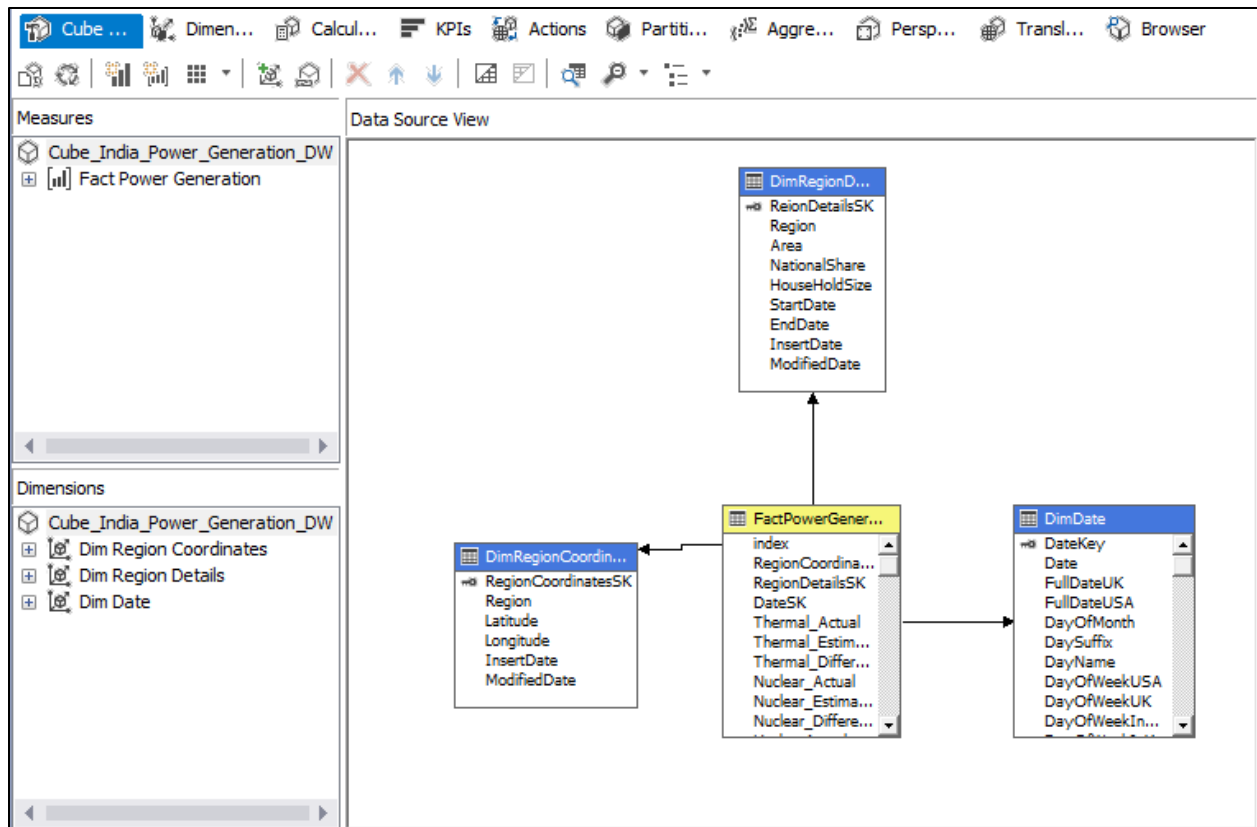 Cube ... Dimen... Calcul... KPIs Actions Partiti... Aggre... Persp... Transl... Browser
Measures
Cube_India_Power_Generation_DW
Fact Power Generation
Dimensions
Cube_India_Power_Generation_DW
Dim Region Coordinates
Dim Region Details
Dim Date
Data Source View
DimRegionD...
ReionDetailsSK
Region
Area
NationalShare
HouseHoldSize
StartDate
EndDate
InsertDate
ModifiedDate
DimRegionCoordin...
RegionCoordinatesSK
Region
Latitude
Longitude
InsertDate
ModifiedDate
FactPowerGener...
index
RegionCoordina...
RegionDetailsSK
DateSK
Thermal_Actual
Thermal_Estim...
Thermal_Differ...
Nuclear_Actual
Nuclear_Estima...
Nuclear_Differe...
DimDate
DateKey
Date
FullDateUK
FullDateUSA
DayOfMonth
DaySuffix
DayName
DayOfWeekUSA
DayOfWeekUK
DayOfWeekIn...